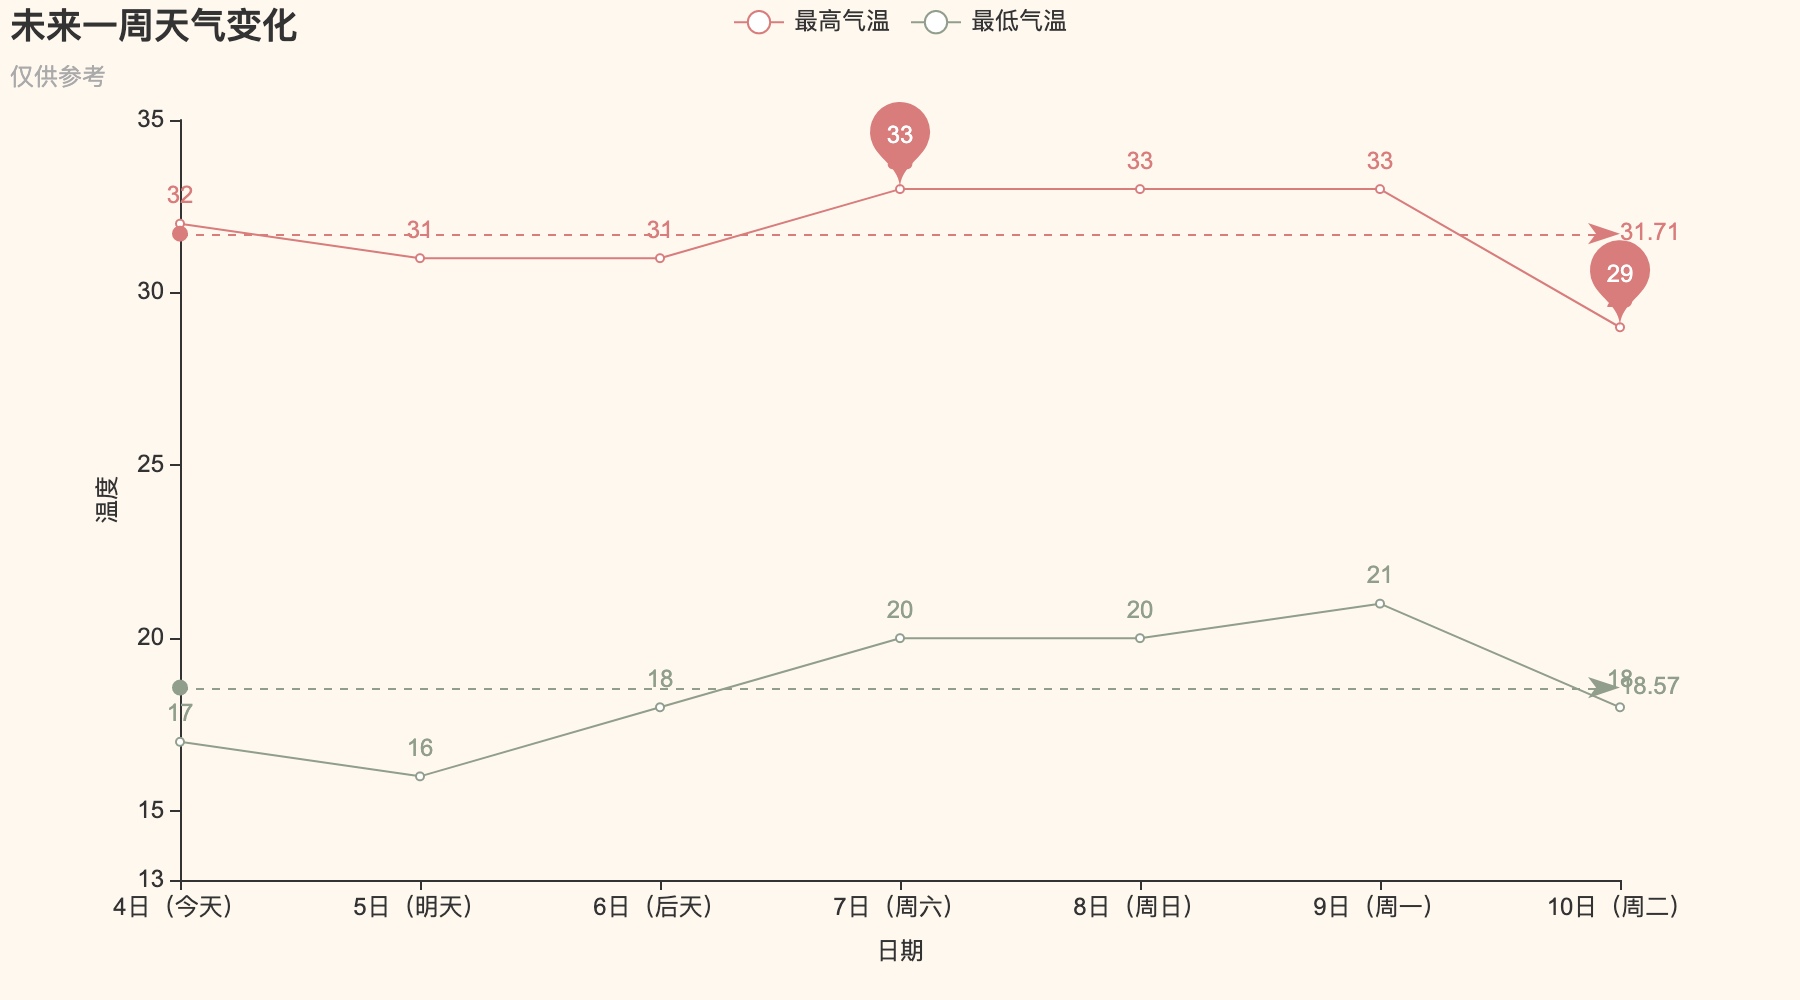 未来一周天气变化
仅供参考
最高气温
最低气温
35
30
25
20
15
13
温度
32
31
31
33
33
33
29
31.71
17
16
18
20
20
21
18
18.57
4日（今天）
5日（明天）
6日（后天）
7日（周六）
8日（周日）
9日（周一）
10日（周二）
日期